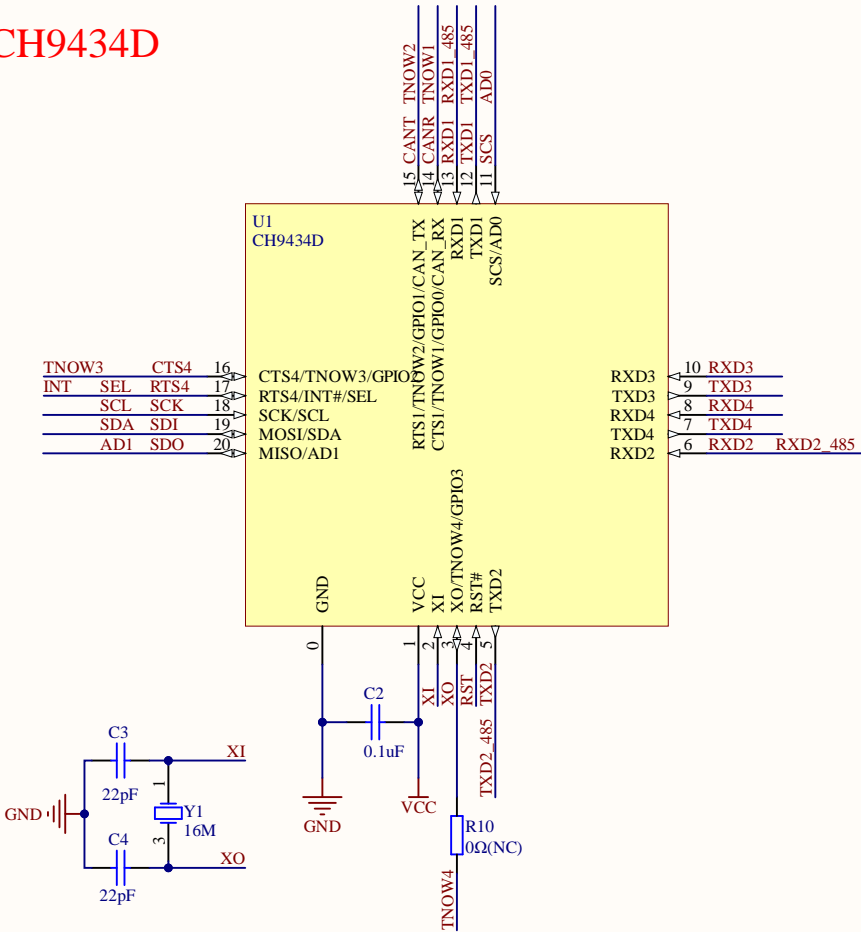 CH9434D
CANT TNOW2
CANR TNOW1
RXD1 RXD1_485
TXD1 TXD1_485
SCS AD0
15
14
13
12
11
U1
CH9434D
RTS1/TNOW2/GPIO1/CAN_TX
CTS1/TNOW1/GPIO0/CAN_RX
RXD1
TXD1
SCS/AD0
TNOW3 CTS4 16 CTS4/TNOW3/GPIO2
INT SEL RTS4 17 RTS4/INT#/SEL
SCL SCK 18 SCK/SCL
SDA SDI 19 MOSI/SDA
AD1 SDO 20 MISO/AD1
RXD3 10 RXD3
TXD3 9 TXD3
RXD4 8 RXD4
TXD4 7 TXD4
RXD2 6 RXD2 RXD2_485
GND
VCC
XI
XO/TNOW4/GPIO3
RST#
TXD2
0
1
2
3
4
5
XI
XO
RST
TXD2
TXD2_485
C2
0.1uF
GND
VCC
R10
0Ω(NC)
TNOW4
C3
22pF
XI
1
GND
Y1
16M
3
C4
22pF
XO